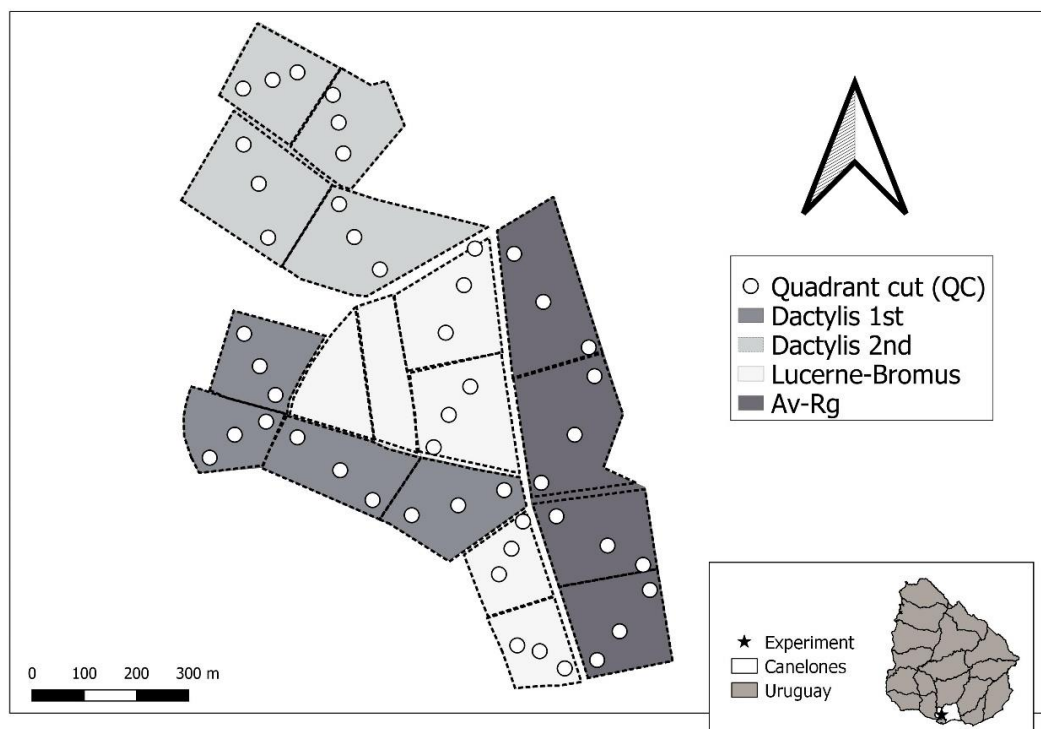 Quadrant cut (QC)
Dactylis 1st
Dactylis 2nd
Lucerne-Bromus
Av-Rg
0 100 200 300 m
Experiment
Canelones
Uruguay